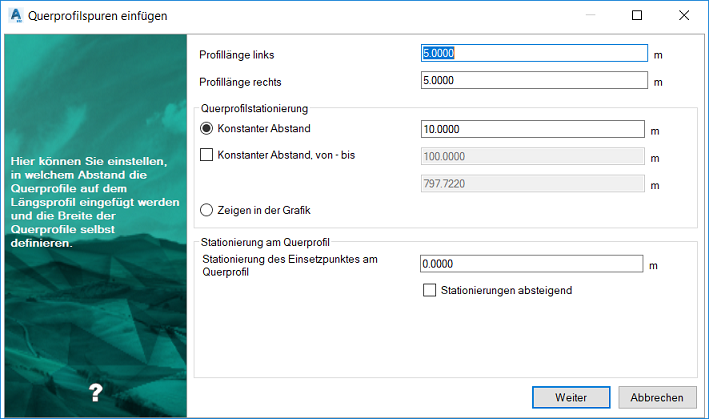 Querprofilspuren einfügen
Hier können Sie einstellen,
in welchem Abstand die
Querprofile auf dem
Längsprofil eingefügt werden
und die Breite der
Querprofile selbst
definieren.
?
Profillänge links 5.0000 m
Profillänge rechts 5.0000 m
Querprofilstationierung
Konstanter Abstand 10.0000 m
Konstanter Abstand, von - bis 100.0000 m
797.7220 m
Zeigen in der Grafik
Stationierung am Querprofil
Stationierung des Einsetzpunktes am 0.0000 m
Querprofil
Stationierungen absteigend
Weiter Abbrechen